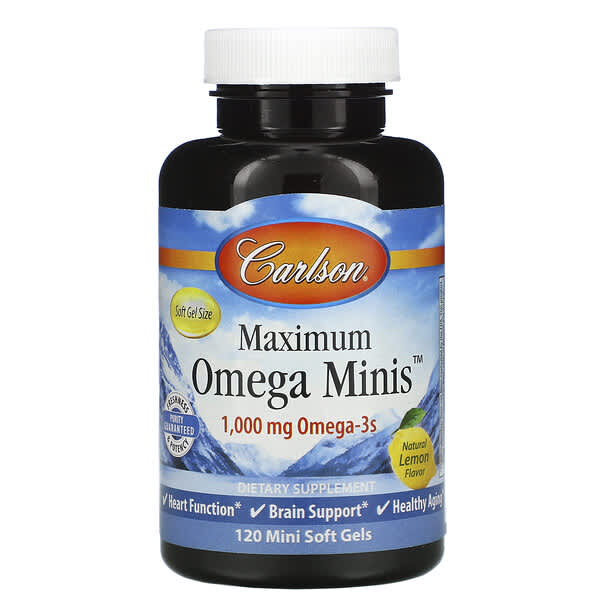 Carlson®
Soft Gel Size
Maximum
Omega Minis™
1,000 mg Omega-3s
FRESHNESS
PURITY
GUARANTEED
& POTENCY
Natural
Lemon
Flavor
DIETARY SUPPLEMENT
✓ Heart Function* ✓ Brain Support* ✓ Healthy Aging*
120 Mini Soft Gels